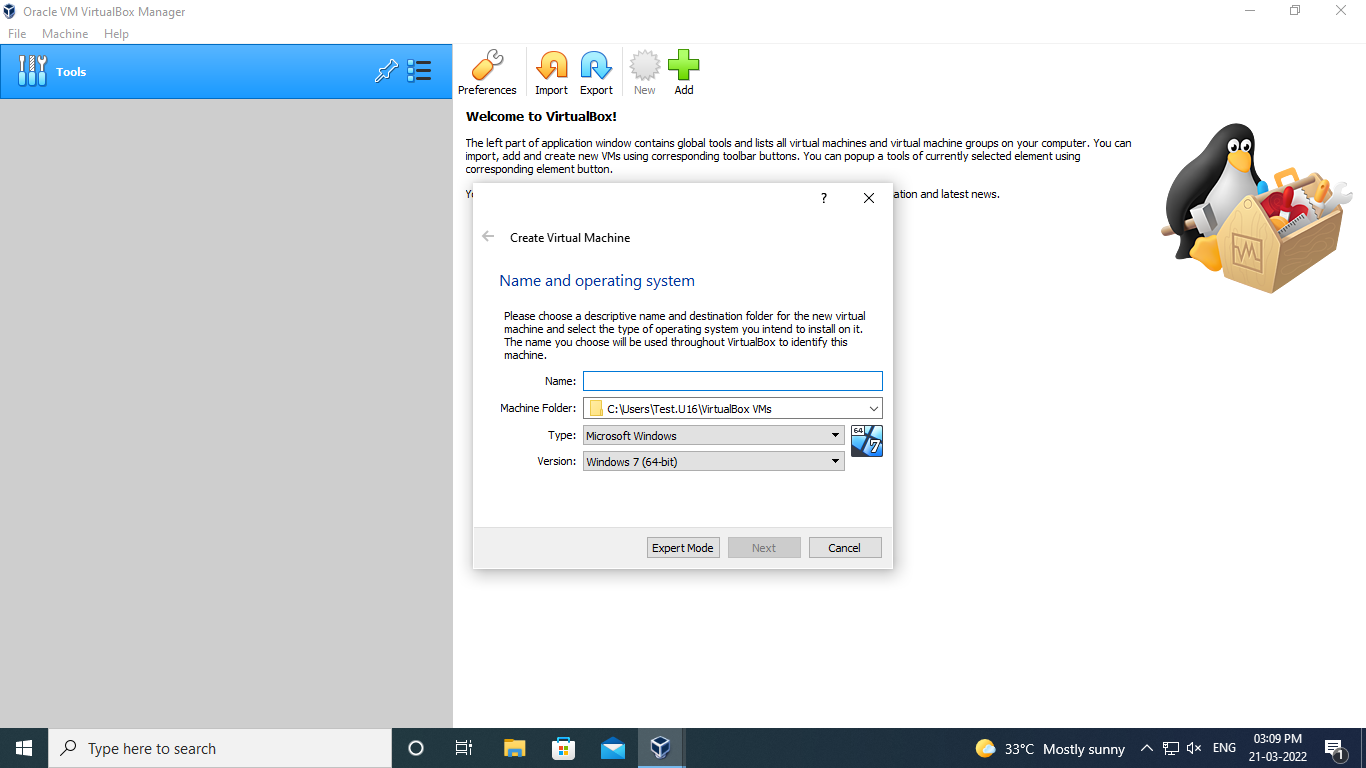 Oracle VM VirtualBox Manager
File Machine Help
Tools
Preferences Import Export New Add
Welcome to VirtualBox!
The left part of application window contains global tools and lists all virtual machines and virtual machine groups on your computer. You can
import, add and create new VMs using corresponding toolbar buttons. You can popup a tools of currently selected element using
corresponding element button.
ation and latest news.
?
Create Virtual Machine
Name and operating system
Please choose a descriptive name and destination folder for the new virtual
machine and select the type of operating system you intend to install on it.
The name you choose will be used throughout VirtualBox to identify this
machine.
Name:
Machine Folder: C:\Users\Test.U16\VirtualBox VMs
Type: Microsoft Windows
64 7
Version: Windows 7 (64-bit)
Expert Mode Next Cancel
Type here to search
33°C Mostly sunny
ENG
03:09 PM
21-03-2022
1